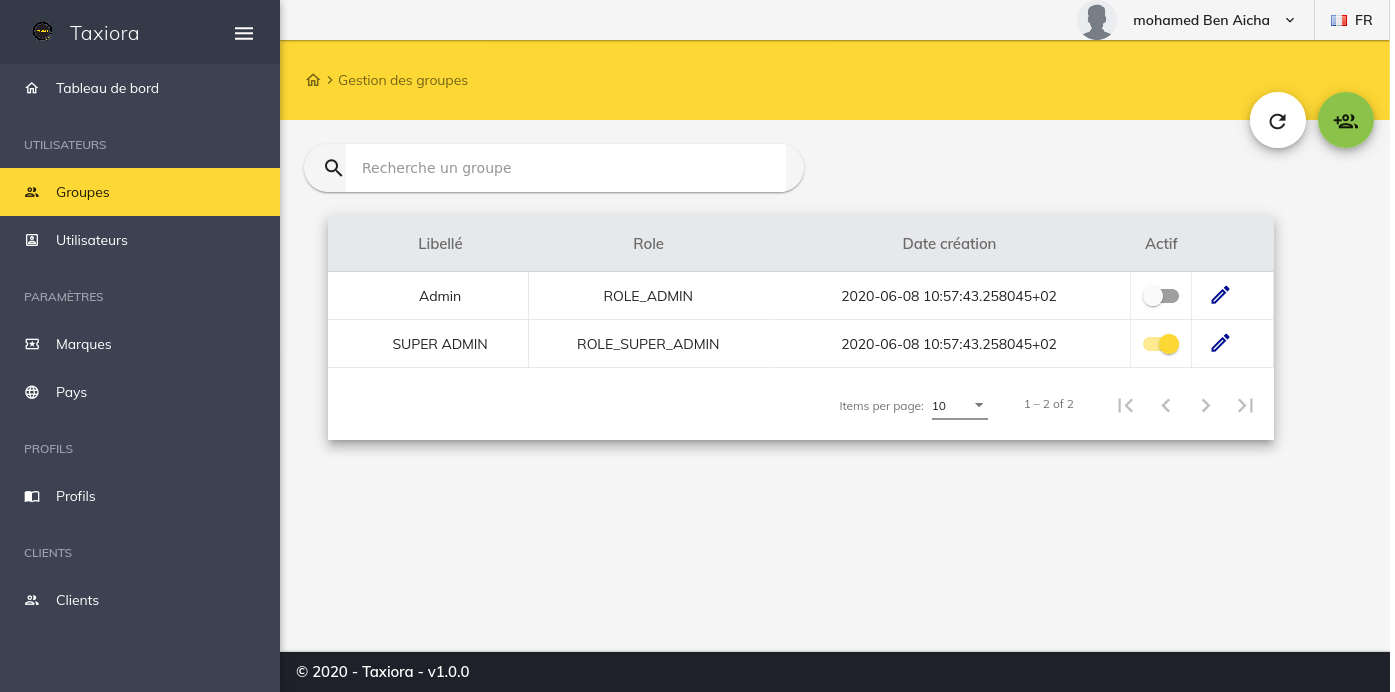 Taxiora
mohamed Ben Aicha
FR
Gestion des groupes
Tableau de bord
UTILISATEURS
Groupes
Utilisateurs
PARAMÈTRES
Marques
Pays
PROFILS
Profils
CLIENTS
Clients
Recherche un groupe
Libellé Role Date création Actif
Admin ROLE_ADMIN 2020-06-08 10:57:43.258045+02
SUPER ADMIN ROLE_SUPER_ADMIN 2020-06-08 10:57:43.258045+02
Items per page: 10 1 – 2 of 2
© 2020 - Taxiora - v1.0.0